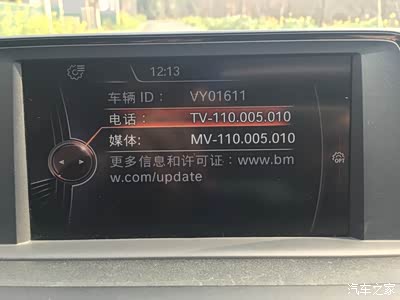 12:13
车辆 ID： VY01611
电话： TV-110.005.010
媒体: MV-110.005.010
更多信息和许可证：www.bm
w.com/update
OPT
汽车之家